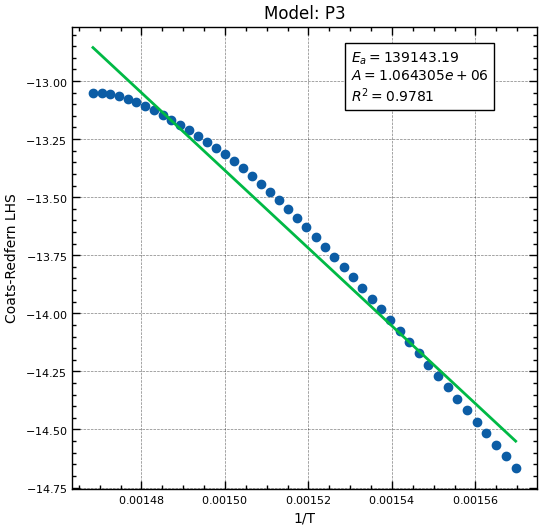 Model: P3
Eₐ = 139143.19
A = 1.064305e + 06
R² = 0.9781
−13.00
−13.25
−13.50
−13.75
−14.00
−14.25
−14.50
−14.75
Coats-Redfern LHS
0.00148 0.00150 0.00152 0.00154 0.00156
1/T